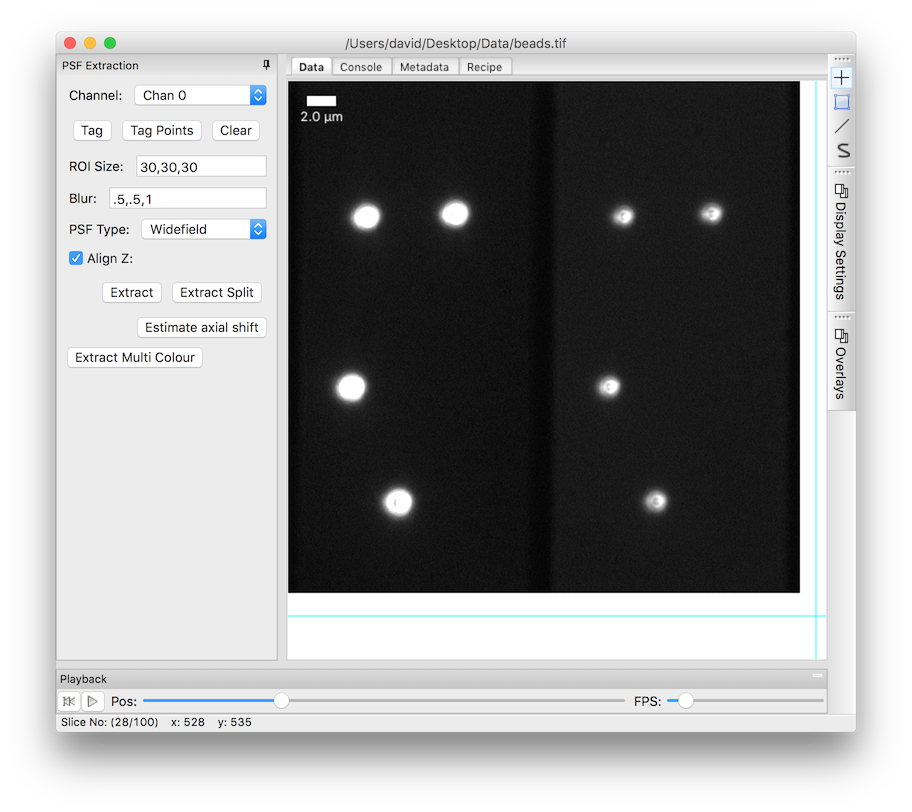 /Users/david/Desktop/Data/beads.tif
PSF Extraction
Channel: Chan 0
Tag Tag Points Clear
ROI Size: 30,30,30
Blur: .5,.5,1
PSF Type: Widefield
Align Z:
Extract Extract Split
Estimate axial shift
Extract Multi Colour
Data Console Metadata Recipe
2.0 µm
S
Display Settings
Overlays
Playback
Pos: FPS:
Slice No: (28/100) x: 528 y: 535